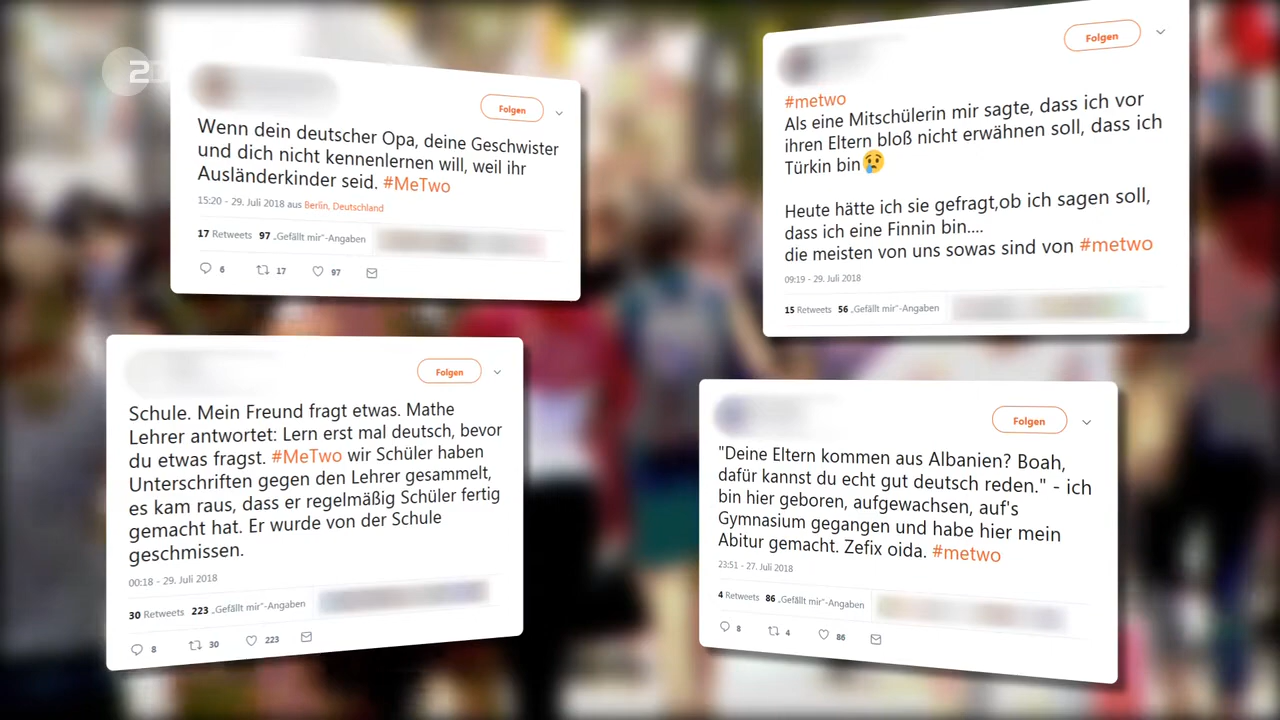 Folgen
Wenn dein deutscher Opa, deine Geschwister
und dich nicht kennenlernen will, weil ihr
Ausländerkinder seid. #MeTwo
15:20 - 29. Juli 2018 aus Berlin, Deutschland
17 Retweets 97 „Gefällt mir“-Angaben
6 17 97
Folgen
#metwo
Als eine Mitschülerin mir sagte, dass ich vor
ihren Eltern bloß nicht erwähnen soll, dass ich
Türkin bin😢
Heute hätte ich sie gefragt,ob ich sagen soll,
dass ich eine Finnin bin....
die meisten von uns sowas sind von #metwo
09:19 - 29. Juli 2018
15 Retweets 56 „Gefällt mir“-Angaben
Folgen
Schule. Mein Freund fragt etwas. Mathe
Lehrer antwortet: Lern erst mal deutsch, bevor
du etwas fragst. #MeTwo wir Schüler haben
Unterschriften gegen den Lehrer gesammelt,
es kam raus, dass er regelmäßig Schüler fertig
gemacht hat. Er wurde von der Schule
geschmissen.
00:18 - 29. Juli 2018
30 Retweets 223 „Gefällt mir“-Angaben
8 30 223
Folgen
"Deine Eltern kommen aus Albanien? Boah,
dafür kannst du echt gut deutsch reden." - ich
bin hier geboren, aufgewachsen, auf's
Gymnasium gegangen und habe hier mein
Abitur gemacht. Zefix oida. #metwo
23:51 - 27. Juli 2018
4 Retweets 86 „Gefällt mir“-Angaben
8 4 86